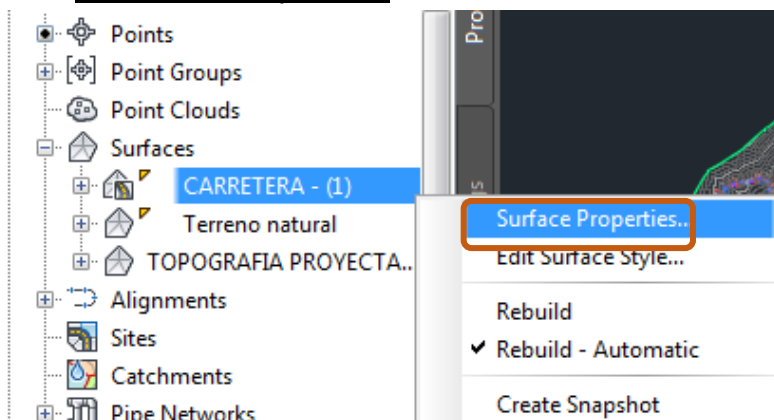 Points
Point Groups
Point Clouds
Surfaces
CARRETERA - (1)
Terreno natural
TOPOGRAFIA PROYECTA...
Alignments
Sites
Catchments
Pipe Networks
Pro
Surface Properties...
Edit Surface Style...
Rebuild
Rebuild - Automatic
Create Snapshot